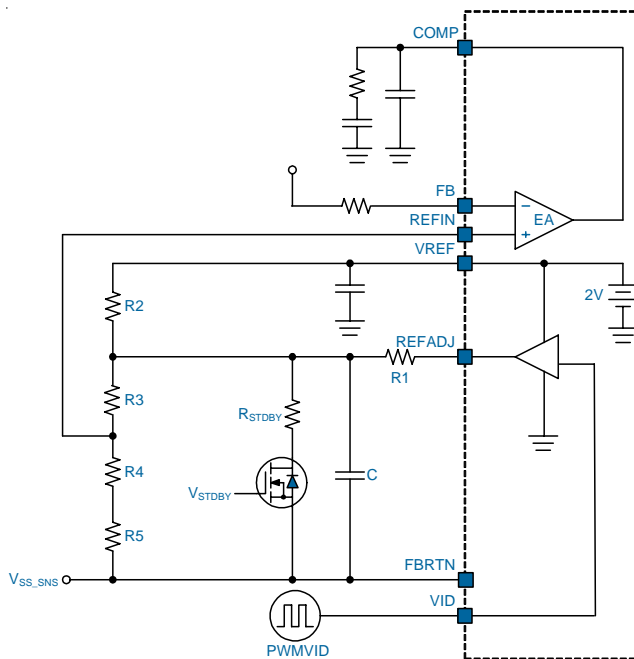 COMP
FB
EA
REFIN
VREF
2V
R2
REFADJ
R1
R3
RSTDBY
R4
C
VSTDBY
R5
FBRTN
VSS_SNS
VID
PWMVID